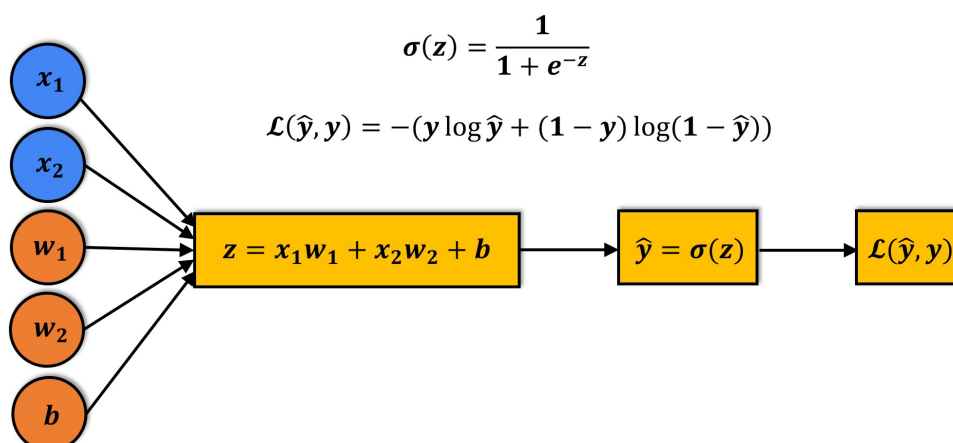 σ(z) = 1 / (1 + e^{-z})
ℒ(ŷ, y) = −(y log ŷ + (1 − y) log(1 − ŷ))
x₁
x₂
w₁
w₂
b
z = x₁w₁ + x₂w₂ + b
ŷ = σ(z)
ℒ(ŷ, y)